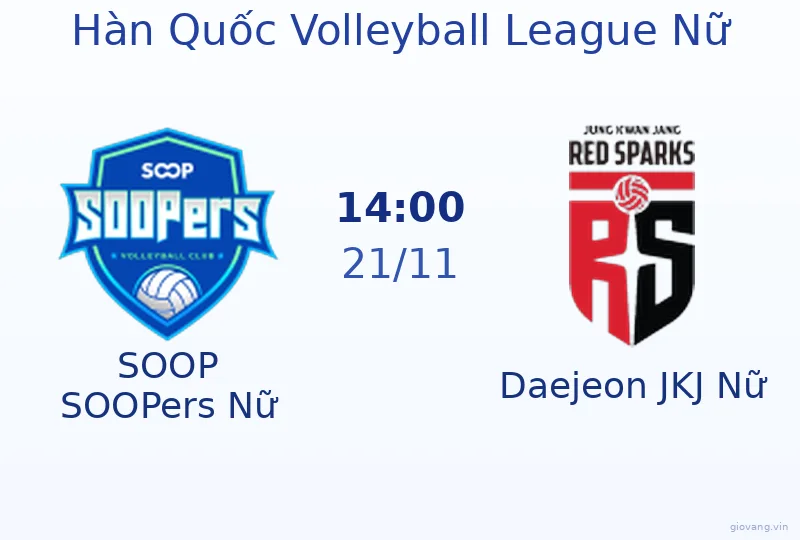 Hàn Quốc Volleyball League Nữ
SOOP
SOOPers
VOLLEYBALL CLUB
SOOP
SOOPers Nữ
14:00
21/11
JUNG KWAN JANG
RED SPARKS
RS
Daejeon JKJ Nữ
giovang.vin